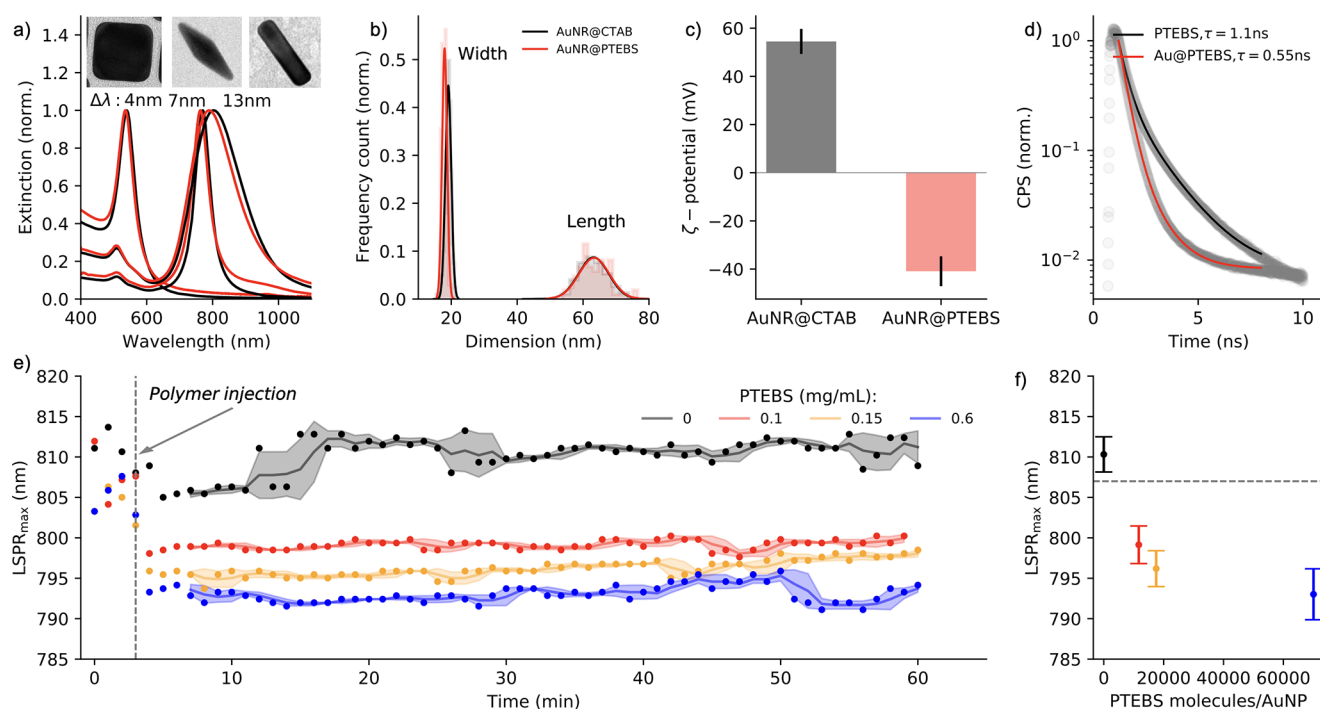 a)
1.4
1.2
1.0
0.8
0.6
0.4
0.2
0.0
Extinction (norm.)
Δλ : 4nm 7nm 13nm
400 600 800 1000
Wavelength (nm)
b)
AuNR@CTAB
AuNR@PTEBS
Width
Length
0.5
0.4
0.3
0.2
0.1
0.0
Frequency count (norm.)
20 40 60 80
Dimension (nm)
c)
60
40
20
0
−20
−40
ζ − potential (mV)
AuNR@CTAB AuNR@PTEBS
d)
PTEBS,τ = 1.1ns
Au@PTEBS,τ = 0.55ns
10⁰
10⁻¹
10⁻²
CPS (norm.)
0 5 10
Time (ns)
e)
Polymer injection
PTEBS (mg/mL):
0 0.1 0.15 0.6
820
815
810
805
800
795
790
785
LSPRmax (nm)
0 10 20 30 40 50 60
Time (min)
f)
820
815
810
805
800
795
790
785
LSPRmax (nm)
0 20000 40000 60000
PTEBS molecules/AuNP